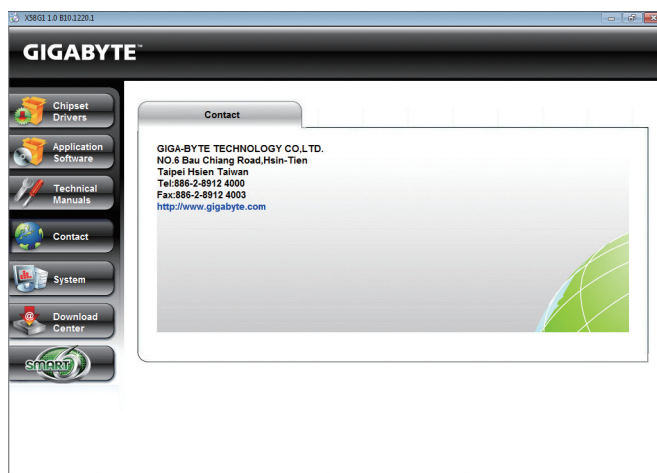 X58G1 1.0 B10.1220.1
GIGABYTE™
Chipset
Drivers
Application
Software
Technical
Manuals
Contact
System
Download
Center
SMART 6
Contact
GIGA-BYTE TECHNOLOGY CO,LTD.
NO.6 Bau Chiang Road,Hsin-Tien
Taipei Hsien Taiwan
Tel:886-2-8912 4000
Fax:886-2-8912 4003
http://www.gigabyte.com